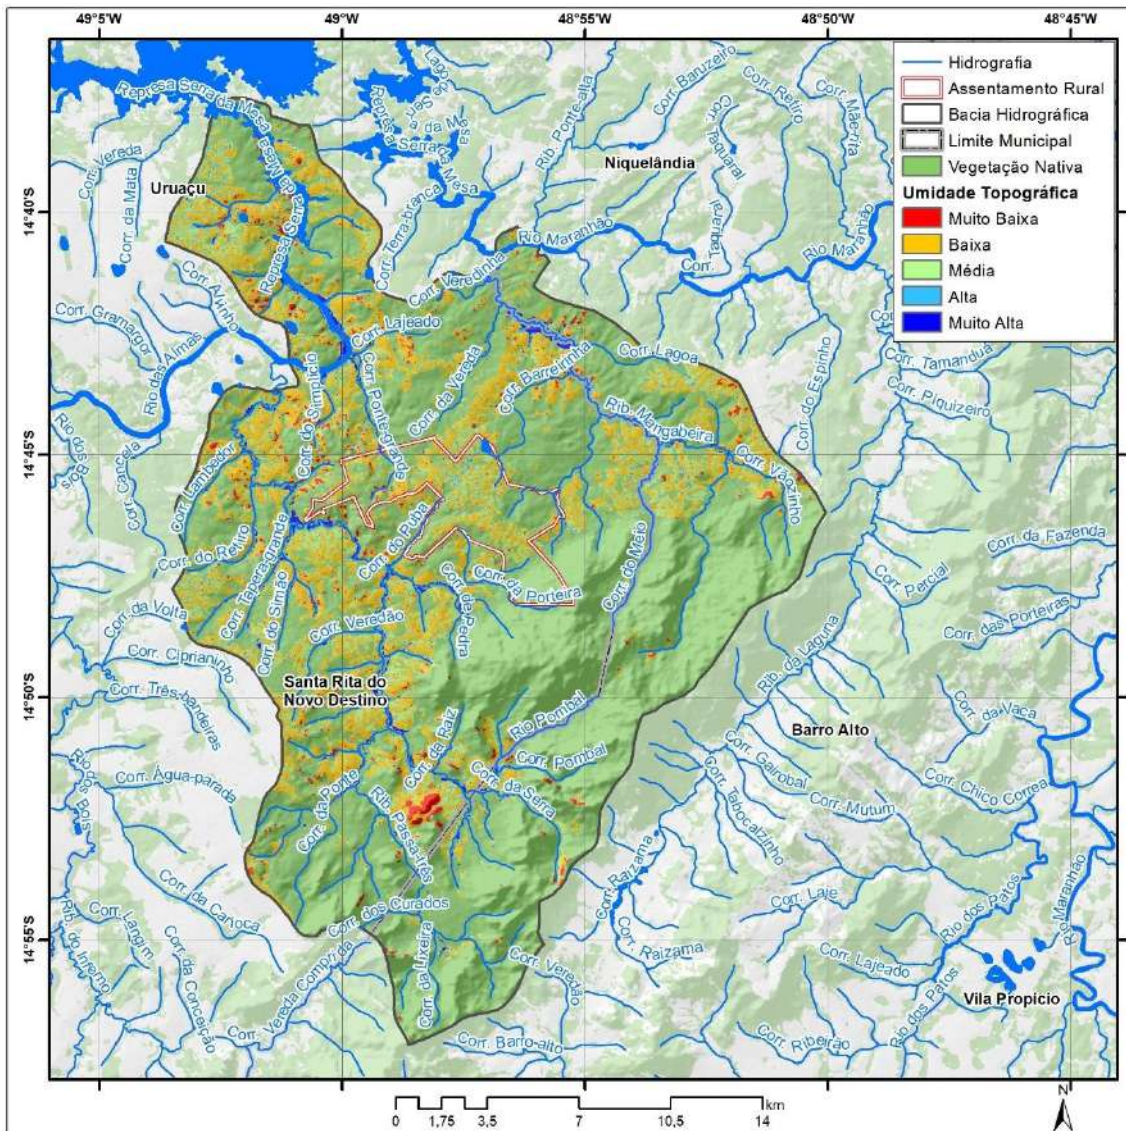 49°5'W
49°0'W
48°55'W
48°50'W
48°45'W
14°40'S
14°45'S
14°50'S
14°55'S
Hidrografia
Assentamento Rural
Bacia Hidrográfica
Limite Municipal
Vegetação Nativa
Umidade Topográfica
Muito Baixa
Baixa
Média
Alta
Muito Alta
Represa Serra da Mesa
Represa Serra da Mesa
Corr. Vereda
Corr. da Mata
Uruaçu
Rib. Ponte-alta
Corr. Baruzeiro
Corr. Retiro
Corr. Mãe-rita
Corr. Taquaral
Niquelândia
Corr. Terra-branca
Rio Maranhão
Rio Maranhão
Corr. Veredinha
Corr. Alvinho
Corr. Gramangor
Rio das Almas
Corr. Lajeado
Corr. Lagoa
Corr. Barreirinha
Corr. da Vereda
Corr. Ponte-grande
Corr. do Simplício
Corr. Tamanduá
Corr. Piquizeiro
Corr. do Espinho
Rib. Mangabeira
Corr. Vãozinho
Rio dos Bois
Corr. Cancela
Corr. Lambedor
Corr. do Retiro
Corr. Tapera-grande
Corr. do Simão
Corr. do Puba
Corr. da Porteira
Corr. de Pedra
Corr. do Meio
Corr. da Fazenda
Corr. Percial
Corr. das Porteiras
Corr. da Volta
Corr. Ciprianinho
Corr. Três-bandeiras
Corr. Veredão
Santa Rita do
Novo Destino
Rib. da Laguna
Barro Alto
Corr. da Vaca
Rio Pombal
Corr. Pombal
Corr. da Raiz
Corr. da Serra
Corr. Água-parada
Rio dos Bois
Corr. da Ponte
Rib. Passa-três
Corr. Gairobal
Corr. Mutum
Corr. Chico Correa
Corr. Tabocalzinho
Corr. Raizama
Corr. Raizama
Corr. Laje
Rio dos Patos
Rio Maranhão
Corr. da Carioca
Corr. dos Curados
Corr. Langim
Rib. do Inferno
Corr. da Conceição
Corr. Vereda Comprida
Corr. da Lixeira
Corr. Veredão
Corr. Lajeado
Rio dos Patos
Vila Propício
Corr. Barro-alto
Corr. Ribeirão
N
km
0
1,75
3,5
7
10,5
14